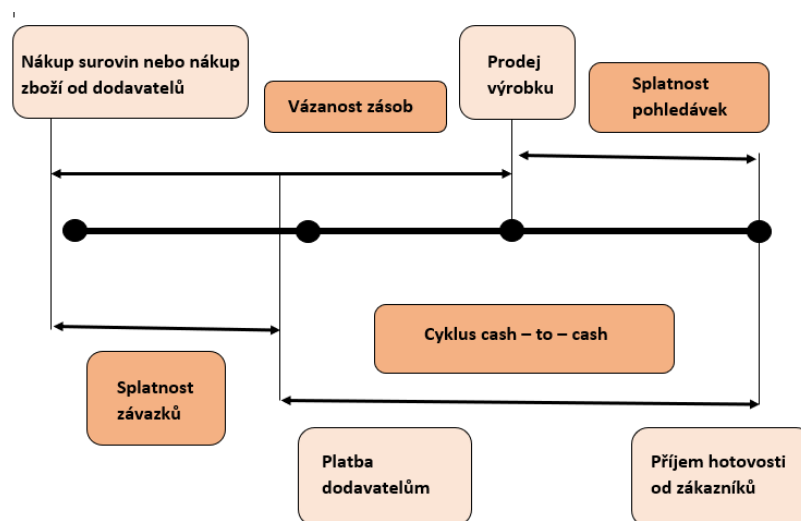 Nákup surovin nebo nákup
zboží od dodavatelů
Vázanost zásob
Prodej
výrobku
Splatnost
pohledávek
Cyklus cash – to – cash
Splatnost
závazků
Platba
dodavatelům
Příjem hotovosti
od zákazníků